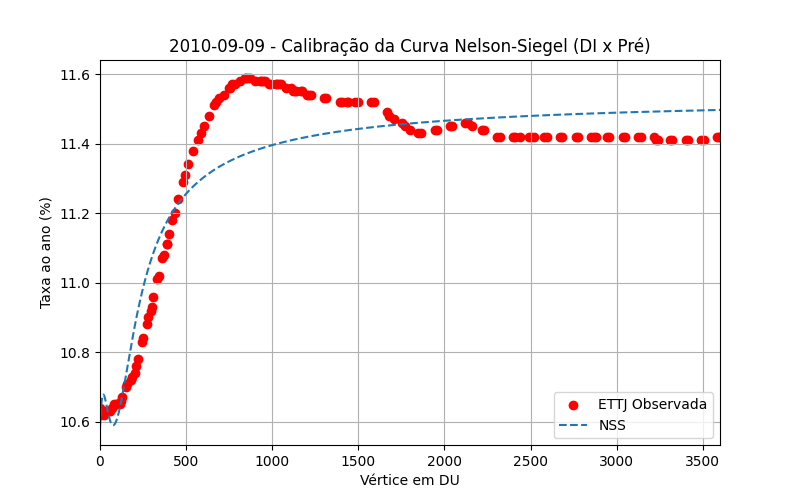 2010-09-09 - Calibração da Curva Nelson-Siegel (DI x Pré)
Taxa ao ano (%)
11.6
11.4
11.2
11.0
10.8
10.6
ETTJ Observada
NSS
0 500 1000 1500 2000 2500 3000 3500
Vértice em DU